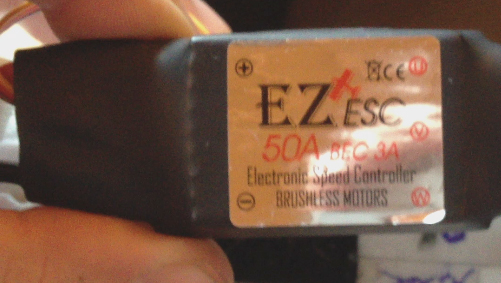 CE U
EZ ESC
V
50A BEC 3A
Electronic Speed Controller
BRUSHLESS MOTORS W